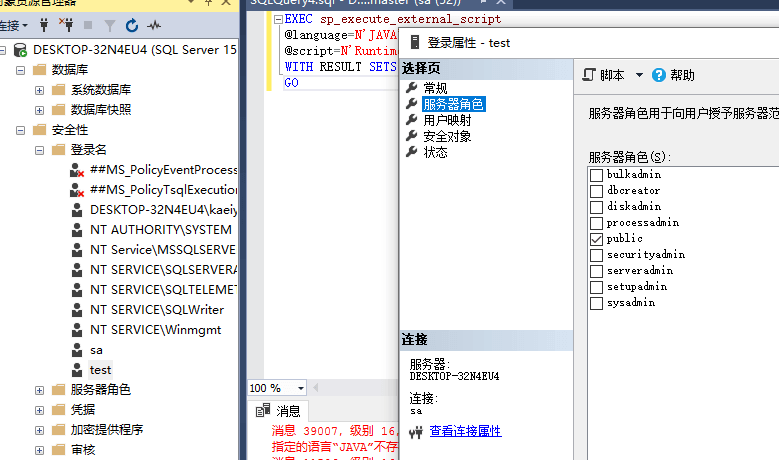 对象资源管理器
连接
DESKTOP-32N4EU4 (SQL Server 15
数据库
系统数据库
数据库快照
安全性
登录名
##MS_PolicyEventProcess
##MS_PolicyTsqlExecution
DESKTOP-32N4EU4\kaeiy
NT AUTHORITY\SYSTEM
NT Service\MSSQLSERVE
NT SERVICE\SQLSERVERA
NT SERVICE\SQLTELEMET
NT SERVICE\SQLWriter
NT SERVICE\Winmgmt
sa
test
服务器角色
凭据
加密提供程序
审核
SQLQuery4.sql - D....master (sa (52))
EXEC sp_execute_external_script
@language=N'JAVA
@script=N'Runtim
WITH RESULT SETS
GO
100 %
消息
消息 39007，级别 16，
指定的语言“JAVA”不存
登录属性 - test
选择页
常规
服务器角色
用户映射
安全对象
状态
连接
服务器:
DESKTOP-32N4EU4
连接:
sa
查看连接属性
脚本
帮助
服务器角色用于向用户授予服务器范
服务器角色(S):
bulkadmin
dbcreator
diskadmin
processadmin
public
securityadmin
serveradmin
setupadmin
sysadmin